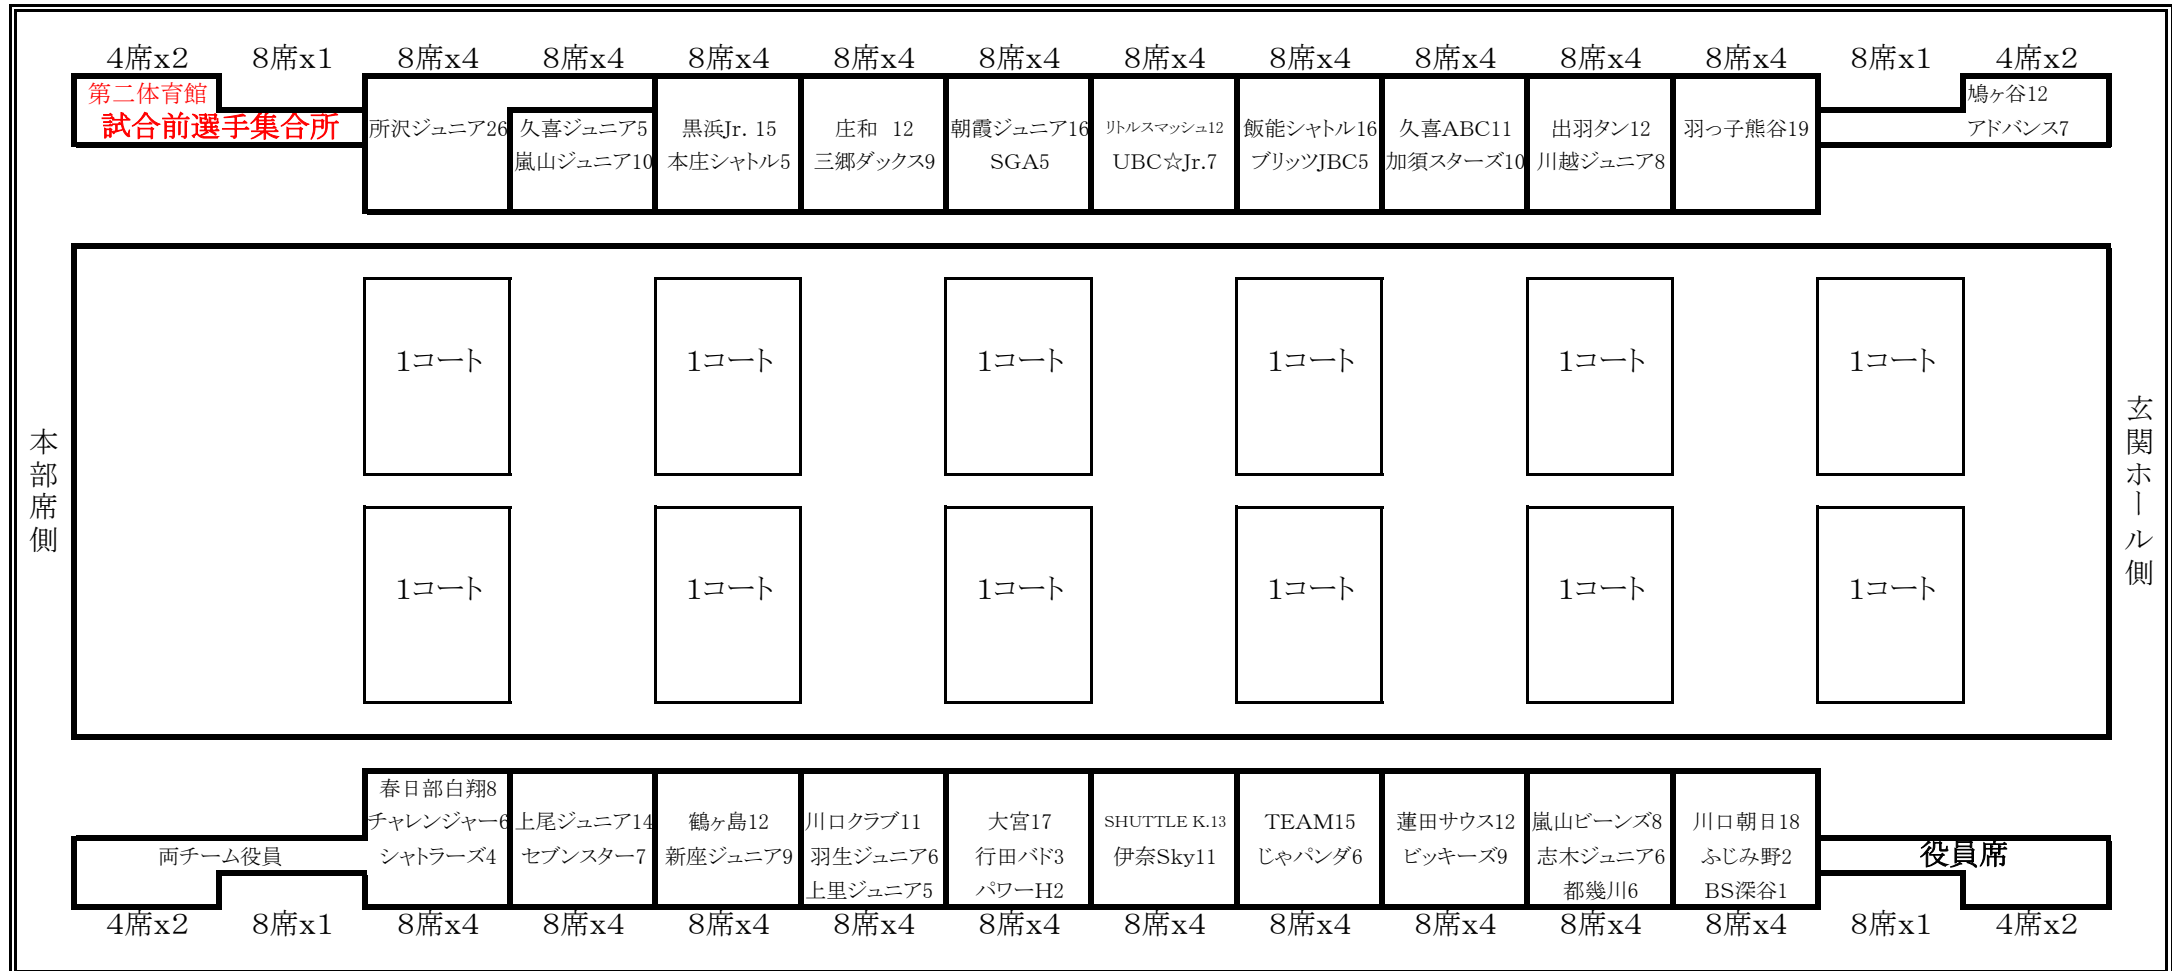 4席x2 8席x1 8席x4 8席x4 8席x4 8席x4 8席x4 8席x4 8席x4 8席x4 8席x4 8席x4 8席x1 4席x2
第二体育館
試合前選手集合所
所沢ジュニア26
久喜ジュニア5
嵐山ジュニア10
黒浜Jr. 15
本庄シャトル5
庄和 12
三郷ダックス9
朝霞ジュニア16
SGA5
リトルスマッシュ12
UBC☆Jr.7
飯能シャトル16
ブリッツJBC5
久喜ABC11
加須スターズ10
出羽タン12
川越ジュニア8
羽っ子熊谷19
鳩ヶ谷12
アドバンス7
本部席側
1コート 1コート 1コート 1コート 1コート 1コート
1コート 1コート 1コート 1コート 1コート 1コート
玄関ホール側
両チーム役員
春日部白翔8
チャレンジャー6
シャトラーズ4
上尾ジュニア14
セブンスター7
鶴ヶ島12
新座ジュニア9
川口クラブ11
羽生ジュニア6
上里ジュニア5
大宮17
行田バド3
パワーH2
SHUTTLE K.13
伊奈Sky11
TEAM15
じゃパンダ6
蓮田サウス12
ビッキーズ9
嵐山ビーンズ8
志木ジュニア6
都幾川6
川口朝日18
ふじみ野2
BS深谷1
役員席
4席x2 8席x1 8席x4 8席x4 8席x4 8席x4 8席x4 8席x4 8席x4 8席x4 8席x4 8席x4 8席x1 4席x2